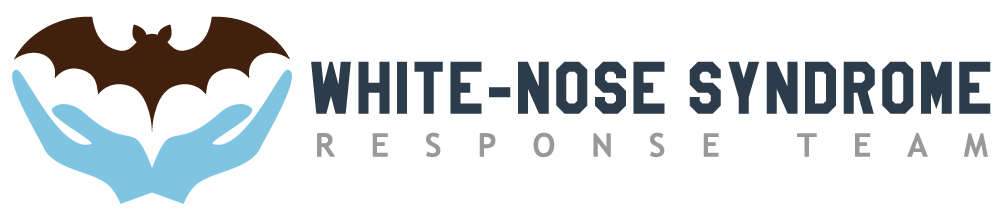 WHITE-NOSE SYNDROME
RESPONSE TEAM